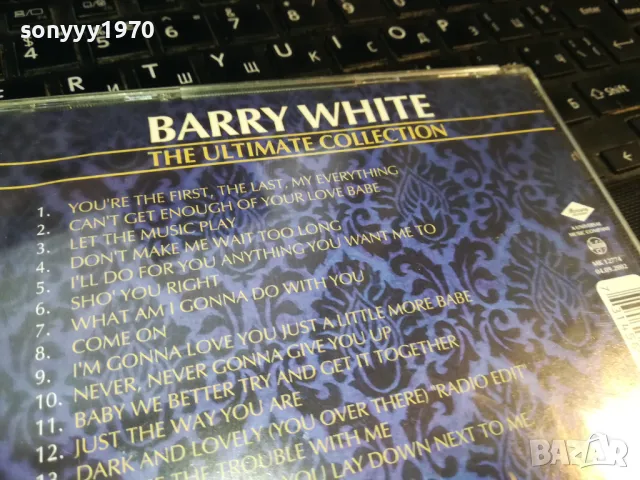 sonyyy1970
R T Y U I O P
Shift
BARRY WHITE
THE ULTIMATE COLLECTION
1. YOU'RE THE FIRST, THE LAST, MY EVERYTHING
2. CAN'T GET ENOUGH OF YOUR LOVE BABE
3. LET THE MUSIC PLAY
4. DON'T MAKE ME WAIT TOO LONG
5. I'LL DO FOR YOU ANYTHING YOU WANT ME TO
6. SHO' YOU RIGHT
7. WHAT AM I GONNA DO WITH YOU
8. COME ON
9. I'M GONNA LOVE YOU JUST A LITTLE MORE BABE
10. NEVER, NEVER GONNA GIVE YOU UP
11. BABY WE BETTER TRY AND GET IT TOGETHER
12. JUST THE WAY YOU ARE
13. DARK AND LOVELY (YOU OVER THERE) "RADIO EDIT"
THE TROUBLE WITH ME
YOU LAY DOWN NEXT TO ME
BAZAR